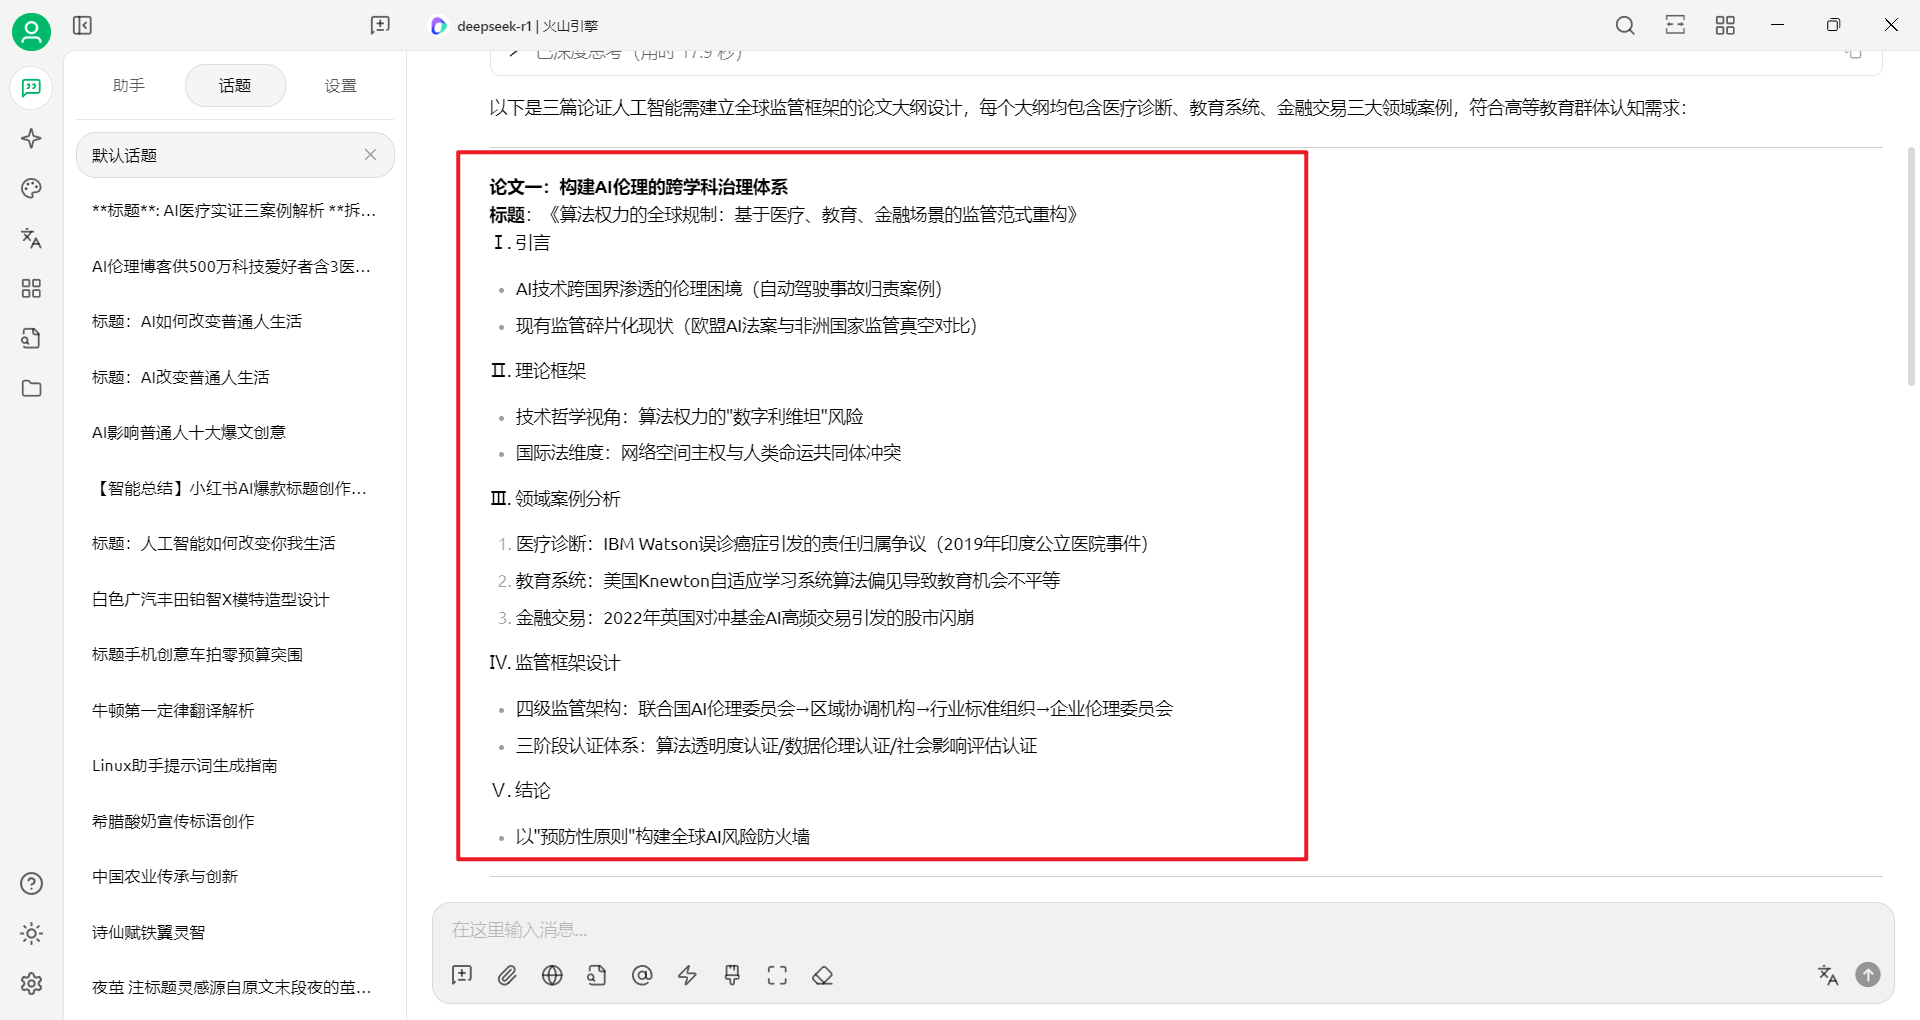 deepseek-r1 | 火山引擎
助手
话题
设置
默认话题
**标题**: AI医疗实证三案例解析 **拆...
AI伦理博客供500万科技爱好者含3医...
标题：AI如何改变普通人生活
标题：AI改变普通人生活
AI影响普通人十大爆文创意
【智能总结】小红书AI爆款标题创作...
标题：人工智能如何改变你我生活
白色广汽丰田铂智X模特造型设计
标题手机创意车拍零预算突围
牛顿第一定律翻译解析
Linux助手提示词生成指南
希腊酸奶宣传标语创作
中国农业传承与创新
诗仙赋铁翼灵智
夜茧 注标题灵感源自原文末段夜的茧...
已深度思考（用时 17.9 秒）
以下是三篇论证人工智能需建立全球监管框架的论文大纲设计，每个大纲均包含医疗诊断、教育系统、金融交易三大领域案例，符合高等教育群体认知需求：
论文一：构建AI伦理的跨学科治理体系
标题：《算法权力的全球规制：基于医疗、教育、金融场景的监管范式重构》
Ⅰ. 引言
AI技术跨国界渗透的伦理困境（自动驾驶事故归责案例）
现有监管碎片化现状（欧盟AI法案与非洲国家监管真空对比）
Ⅱ. 理论框架
技术哲学视角：算法权力的"数字利维坦"风险
国际法维度：网络空间主权与人类命运共同体冲突
Ⅲ. 领域案例分析
1. 医疗诊断：IBM Watson误诊癌症引发的责任归属争议（2019年印度公立医院事件）
2. 教育系统：美国Knewton自适应学习系统算法偏见导致教育机会不平等
3. 金融交易：2022年英国对冲基金AI高频交易引发的股市闪崩
Ⅳ. 监管框架设计
四级监管架构：联合国AI伦理委员会→区域协调机构→行业标准组织→企业伦理委员会
三阶段认证体系：算法透明度认证/数据伦理认证/社会影响评估认证
Ⅴ. 结论
以"预防性原则"构建全球AI风险防火墙
在这里输入消息...